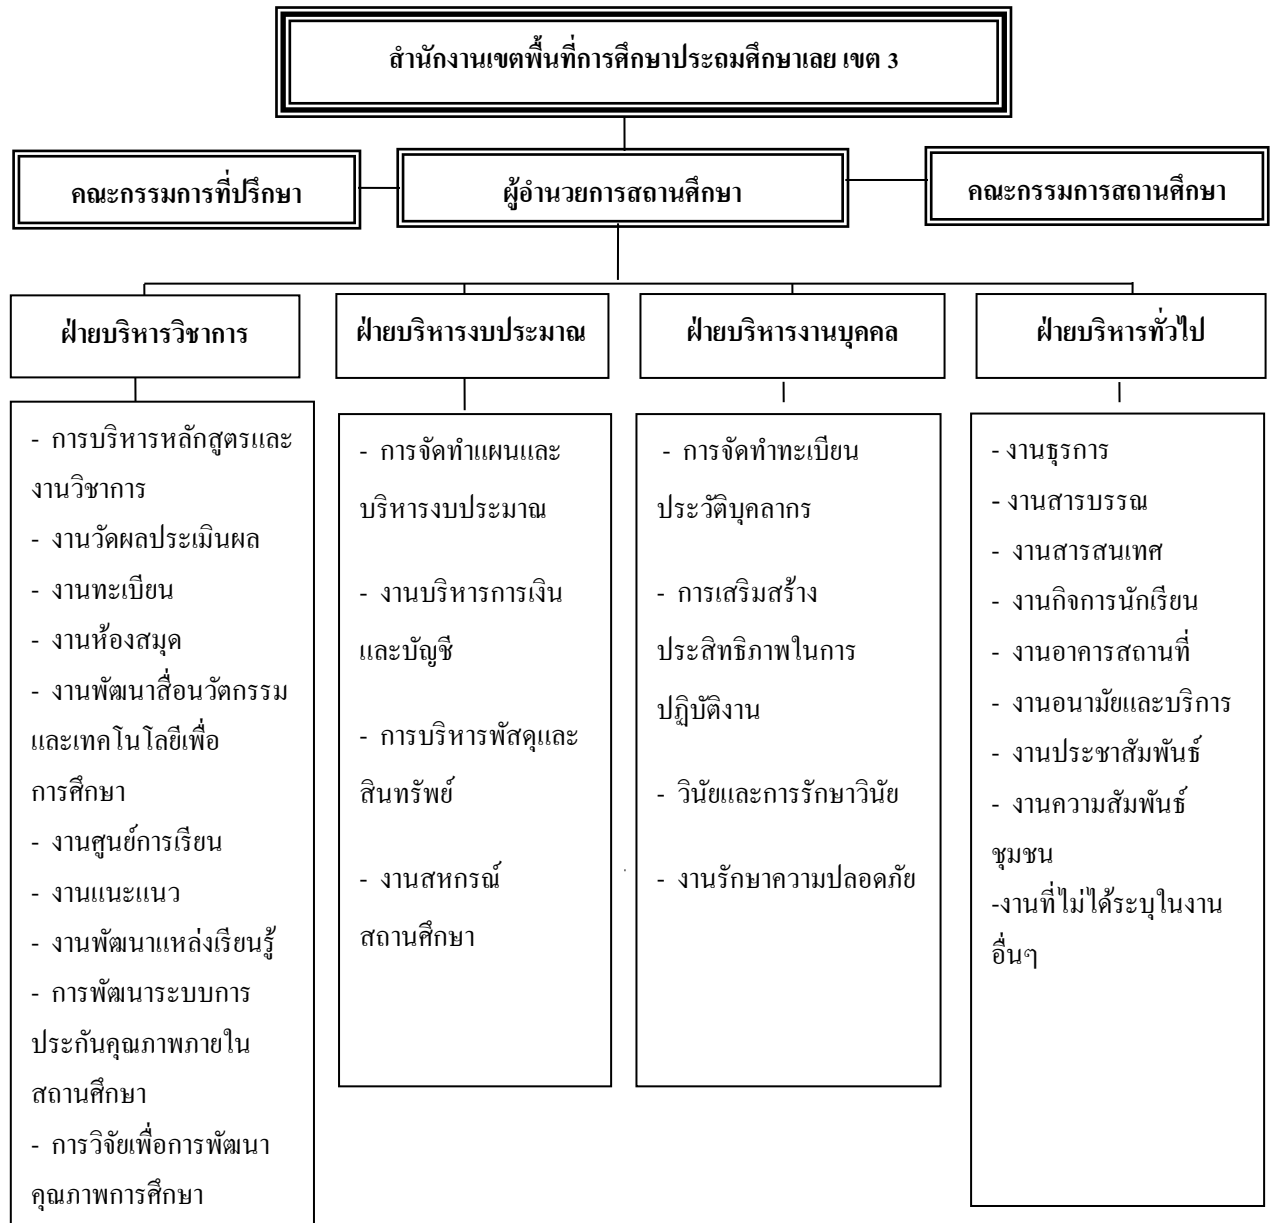 สำนักงานเขตพื้นที่การศึกษาประถมศึกษาเลย เขต 3
คณะกรรมการที่ปรึกษา
ผู้อำนวยการสถานศึกษา
คณะกรรมการสถานศึกษา
ฝ่ายบริหารวิชาการ
ฝ่ายบริหารงบประมาณ
ฝ่ายบริหารงานบุคคล
ฝ่ายบริหารทั่วไป
- การบริหารหลักสูตรและ
งานวิชาการ
- งานวัดผลประเมินผล
- งานทะเบียน
- งานห้องสมุด
- งานพัฒนาสื่อนวัตกรรม
และเทคโนโลยีเพื่อ
การศึกษา
- งานศูนย์การเรียน
- งานแนะแนว
- งานพัฒนาแหล่งเรียนรู้
- การพัฒนาระบบการ
ประกันคุณภาพภายใน
สถานศึกษา
- การวิจัยเพื่อการพัฒนา
คุณภาพการศึกษา
- การจัดทำแผนและ
บริหารงบประมาณ
- งานบริหารการเงิน
และบัญชี
- การบริหารพัสดุและ
สินทรัพย์
- งานสหกรณ์
สถานศึกษา
- การจัดทำทะเบียน
ประวัติบุคลากร
- การเสริมสร้าง
ประสิทธิภาพในการ
ปฏิบัติงาน
- วินัยและการรักษาวินัย
- งานรักษาความปลอดภัย
- งานธุรการ
- งานสารบรรณ
- งานสารสนเทศ
- งานกิจการนักเรียน
- งานอาคารสถานที่
- งานอนามัยและบริการ
- งานประชาสัมพันธ์
- งานความสัมพันธ์
ชุมชน
-งานที่ไม่ได้ระบุในงาน
อื่นๆ